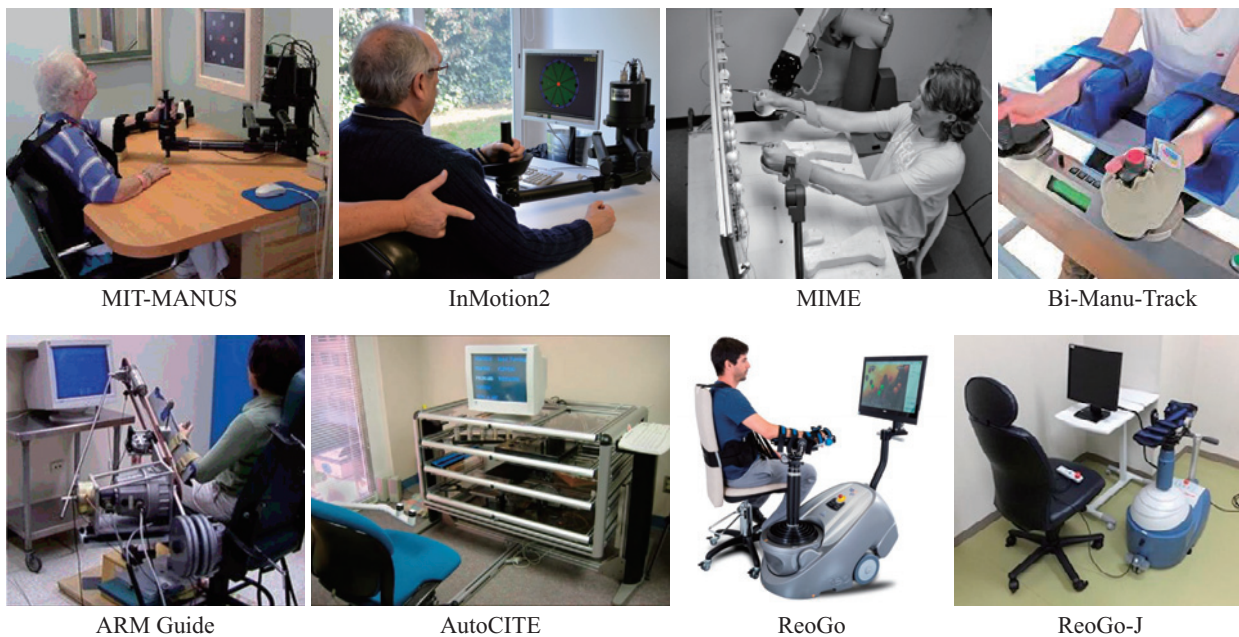 MIT-MANUS
InMotion2
MIME
Bi-Manu-Track
ARM Guide
AutoCITE
ReoGo
ReoGo-J